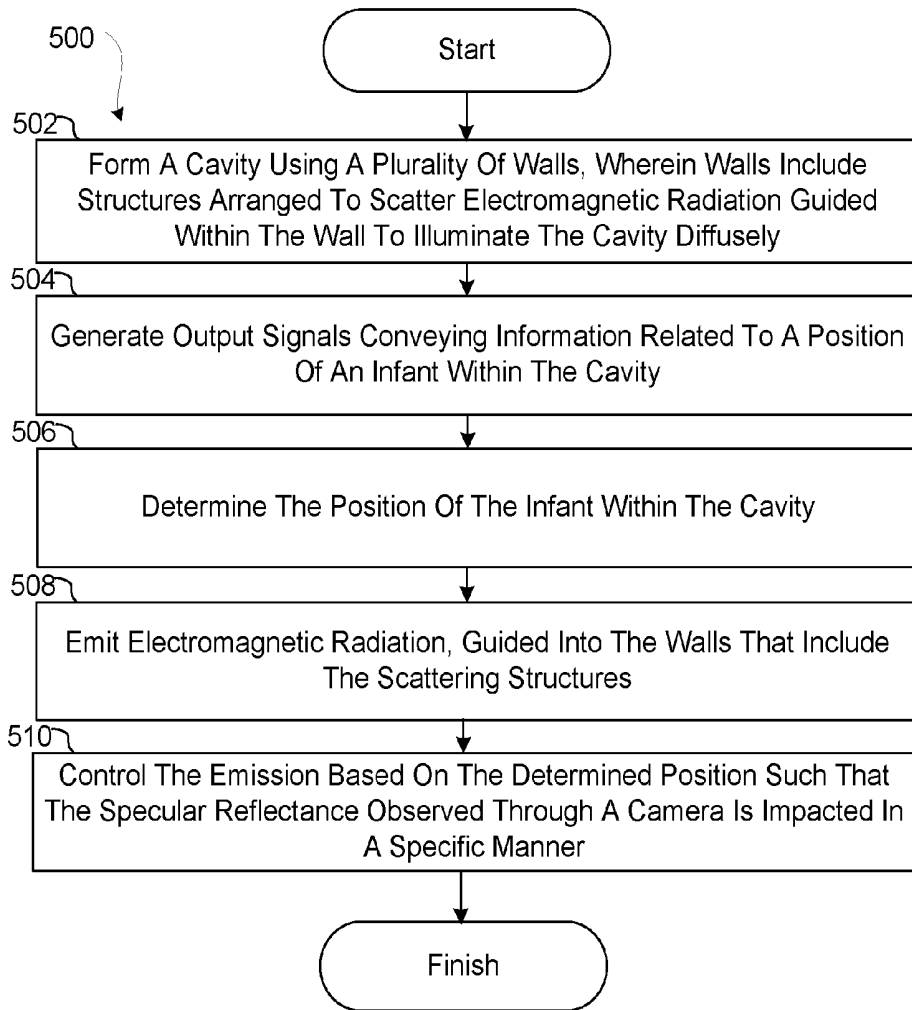 500
Start
502
Form A Cavity Using A Plurality Of Walls, Wherein Walls Include
Structures Arranged To Scatter Electromagnetic Radiation Guided
Within The Wall To Illuminate The Cavity Diffusely
504
Generate Output Signals Conveying Information Related To A Position
Of An Infant Within The Cavity
506
Determine The Position Of The Infant Within The Cavity
508
Emit Electromagnetic Radiation, Guided Into The Walls That Include
The Scattering Structures
510
Control The Emission Based On The Determined Position Such That
The Specular Reflectance Observed Through A Camera Is Impacted In
A Specific Manner
Finish